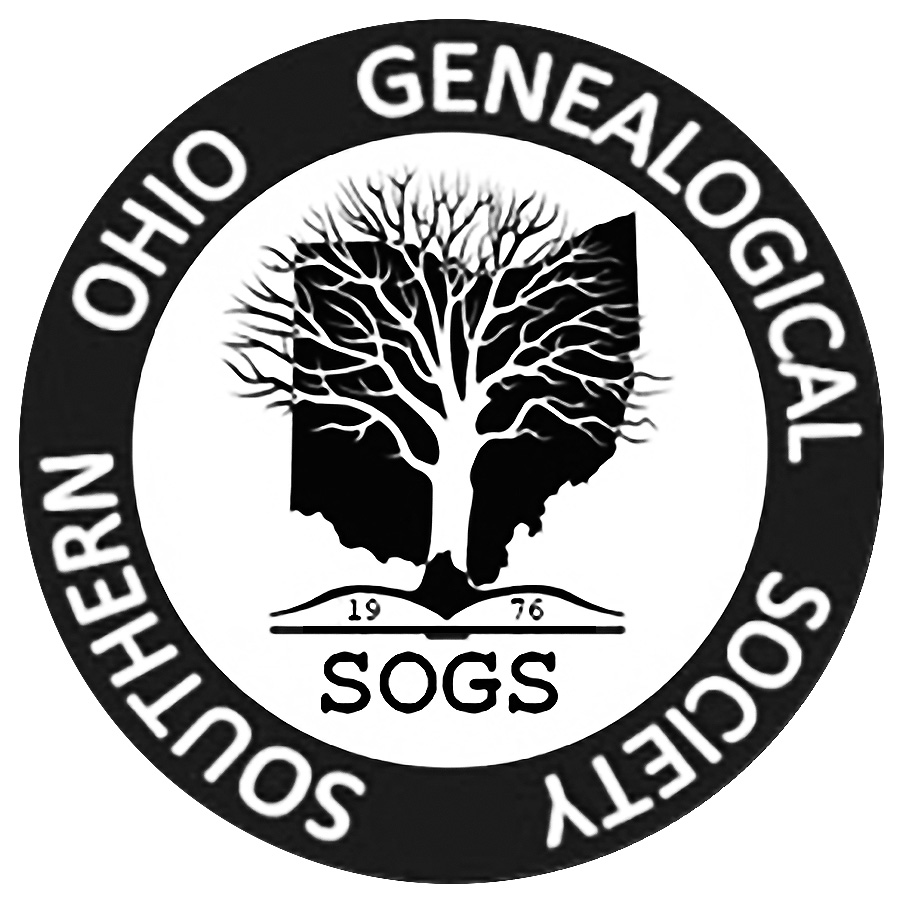 SOUTHERN OHIO GENEALOGICAL SOCIETY
19 76
SOGS